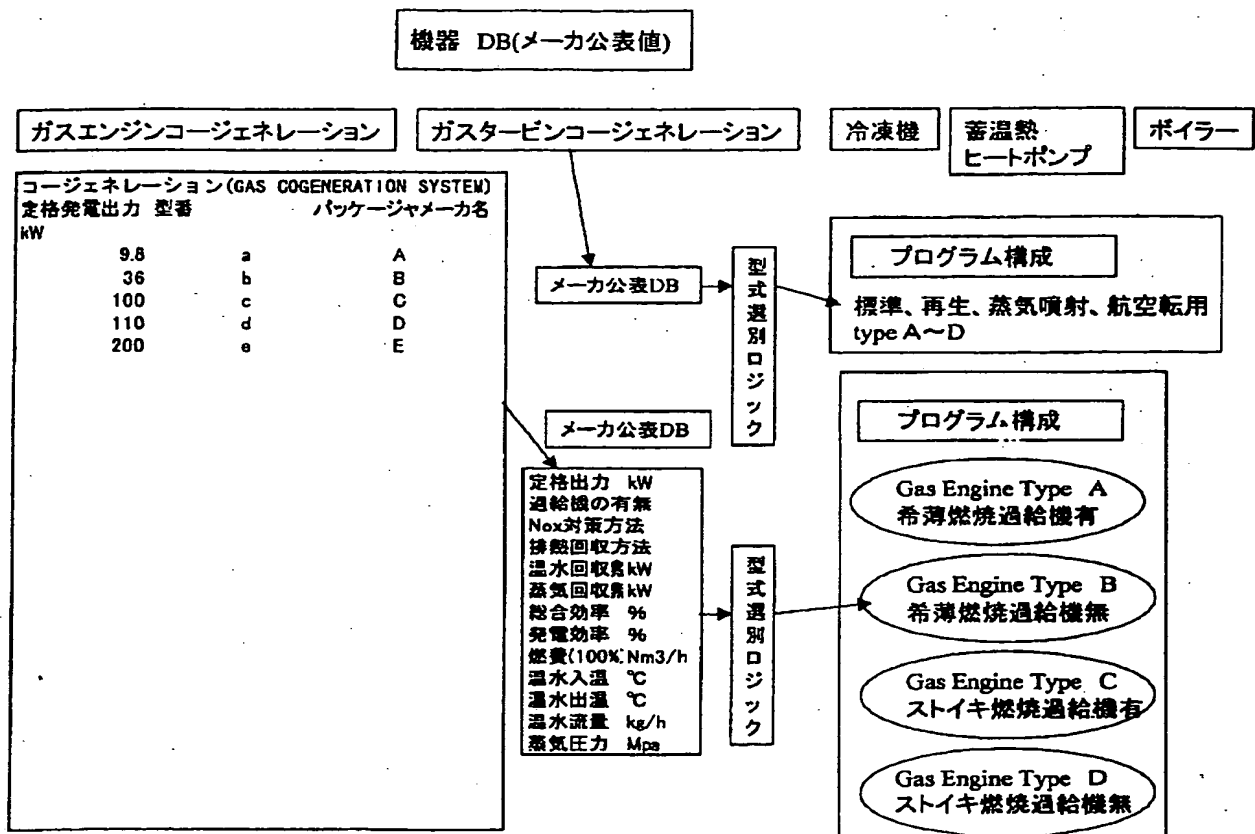 機器 DB(メーカ公表値)
ガスエンジンコージェネレーション
ガスタービンコージェネレーション
冷凍機
蓄温熱
ヒートポンプ
ボイラー
コージェネレーション(GAS COGENERATION SYSTEM)
定格発電出力 型番 パッケージャメーカ名
kW
9.8 a A
36 b B
100 c C
110 d D
200 e E
メーカ公表DB
型式選別ロジック
プログラム構成
標準、再生、蒸気噴射、航空転用
type A～D
メーカ公表DB
定格出力 kW
過給機の有無
Nox対策方法
排熱回収方法
温水回収熱kW
蒸気回収熱kW
総合効率 %
発電効率 %
燃費(100% Nm3/h
温水入温 ℃
温水出温 ℃
温水流量 kg/h
蒸気圧力 Mpa
型式選別ロジック
プログラム構成
Gas Engine Type A
希薄燃焼過給機有
Gas Engine Type B
希薄燃焼過給機無
Gas Engine Type C
ストイキ燃焼過給機有
Gas Engine Type D
ストイキ燃焼過給機無